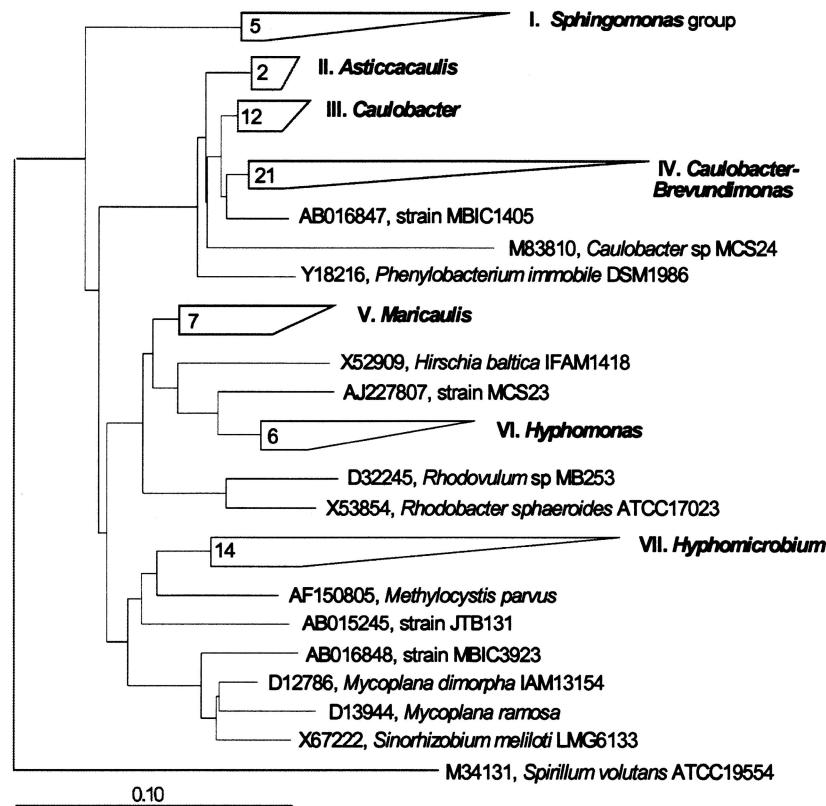 5
I. Sphingomonas group
2
II. Asticcacaulis
12
III. Caulobacter
21
IV. Caulobacter-
Brevundimonas
AB016847, strain MBIC1405
M83810, Caulobacter sp MCS24
Y18216, Phenylobacterium immobile DSM1986
7
V. Maricaulis
X52909, Hirschia baltica IFAM1418
AJ227807, strain MCS23
6
VI. Hyphomonas
D32245, Rhodovulum sp MB253
X53854, Rhodobacter sphaeroides ATCC17023
14
VII. Hyphomicrobium
AF150805, Methylocystis parvus
AB015245, strain JTB131
AB016848, strain MBIC3923
D12786, Mycoplana dimorpha IAM13154
D13944, Mycoplana ramosa
X67222, Sinorhizobium meliloti LMG6133
M34131, Spirillum volutans ATCC19554
0.10